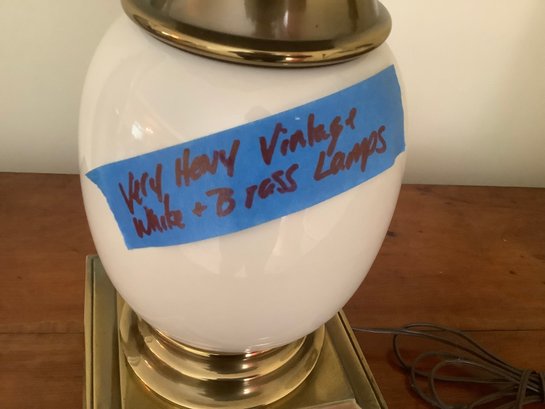 Very Heavy Vintage
White + Brass Lamps